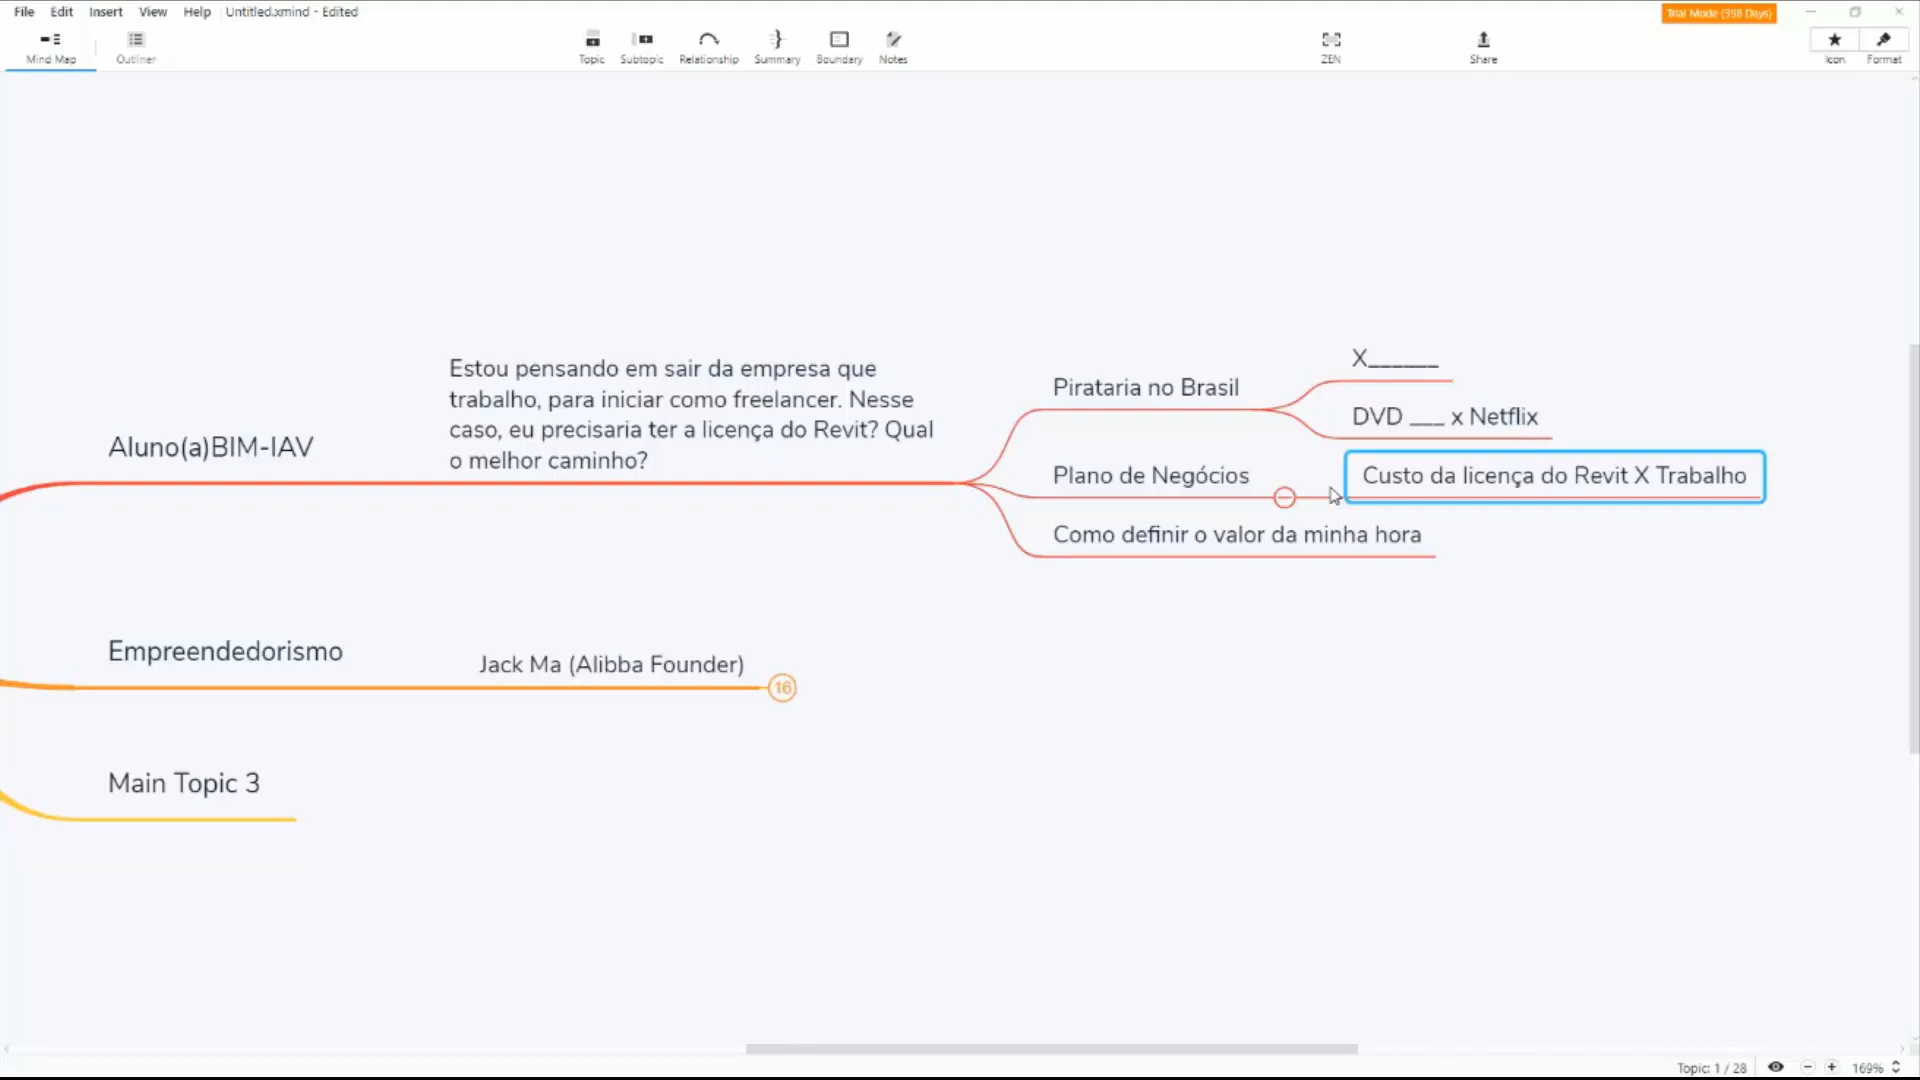 File Edit Insert View Help Untitled.xmind - Edited
Trial Mode (398 Days)
Mind Map Outliner Topic Subtopic Relationship Summary Boundary Notes ZEN Share Icon Format
Aluno(a)BIM-IAV
Estou pensando em sair da empresa que
trabalho, para iniciar como freelancer. Nesse
caso, eu precisaria ter a licença do Revit? Qual
o melhor caminho?
Pirataria no Brasil
X______
DVD ___ x Netflix
Plano de Negócios
Custo da licença do Revit X Trabalho
Como definir o valor da minha hora
Empreendedorismo
Jack Ma (Alibba Founder)
16
Main Topic 3
Topic: 1 / 28
169%